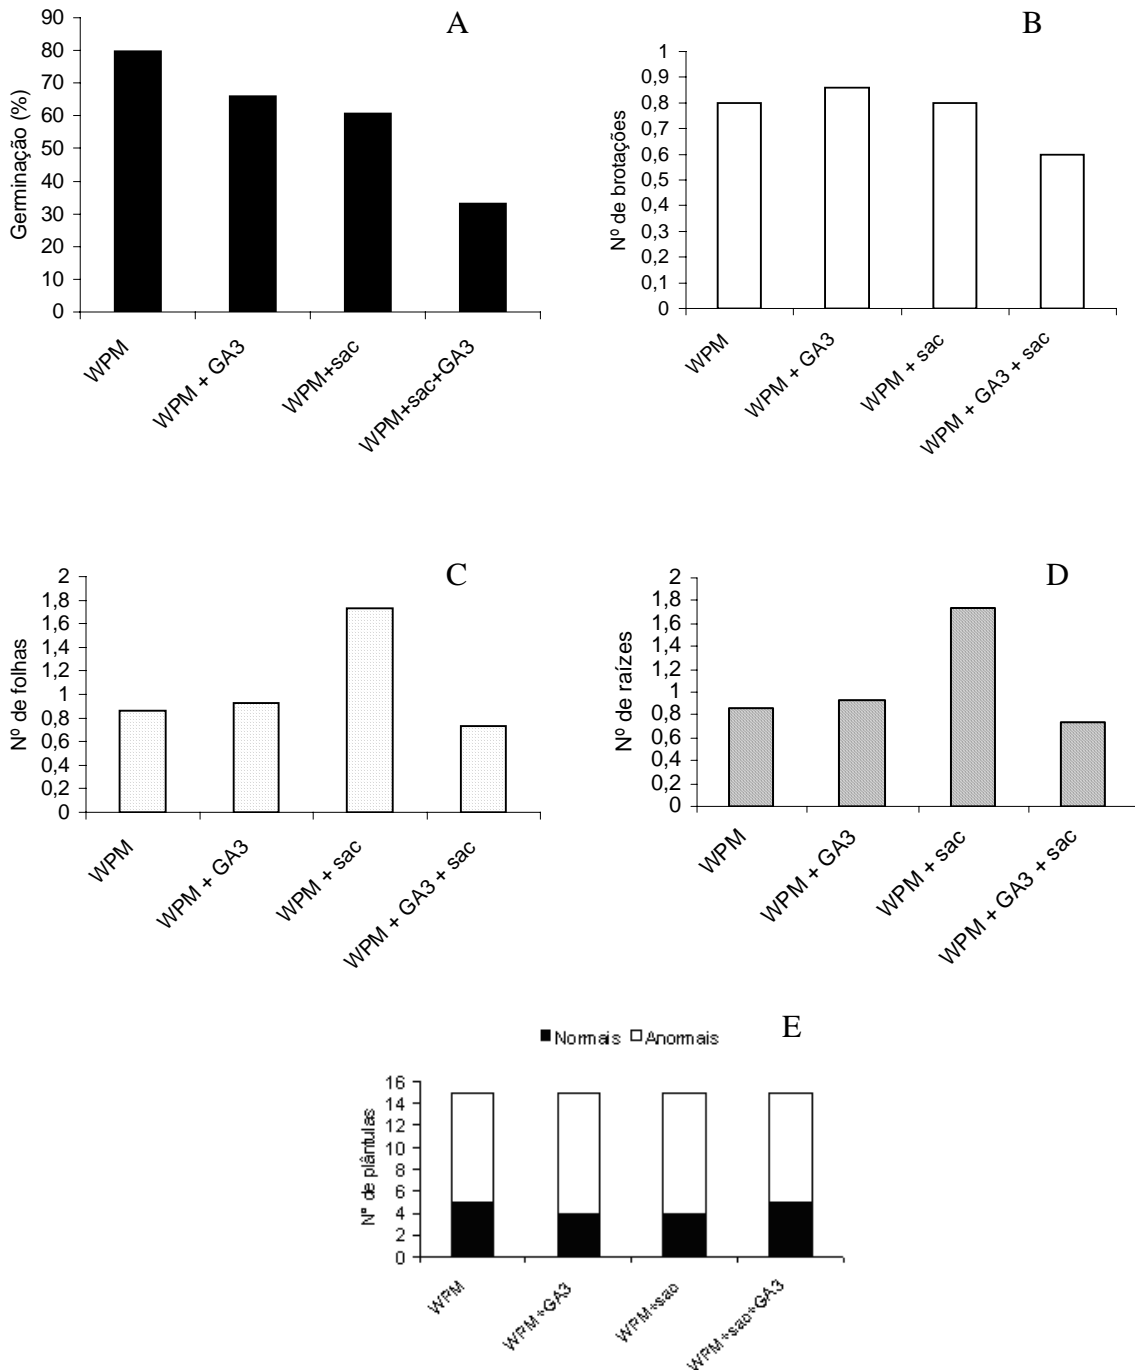 A
Germinação (%)
90
80
70
60
50
40
30
20
10
0
WPM
WPM + GA3
WPM+sac
WPM+sac+GA3
B
Nº de brotações
1
0,9
0,8
0,7
0,6
0,5
0,4
0,3
0,2
0,1
0
WPM
WPM + GA3
WPM + sac
WPM + GA3 + sac
C
Nº de folhas
2
1,8
1,6
1,4
1,2
1
0,8
0,6
0,4
0,2
0
WPM
WPM + GA3
WPM + sac
WPM + GA3 + sac
D
Nº de raízes
2
1,8
1,6
1,4
1,2
1
0,8
0,6
0,4
0,2
0
WPM
WPM + GA3
WPM + sac
WPM + GA3 + sac
E
Normais Anormais
Nº de plântulas
16
14
12
10
8
6
4
2
0
WPM
WPM+GA3
WPM+sac
WPM+sac+GA3